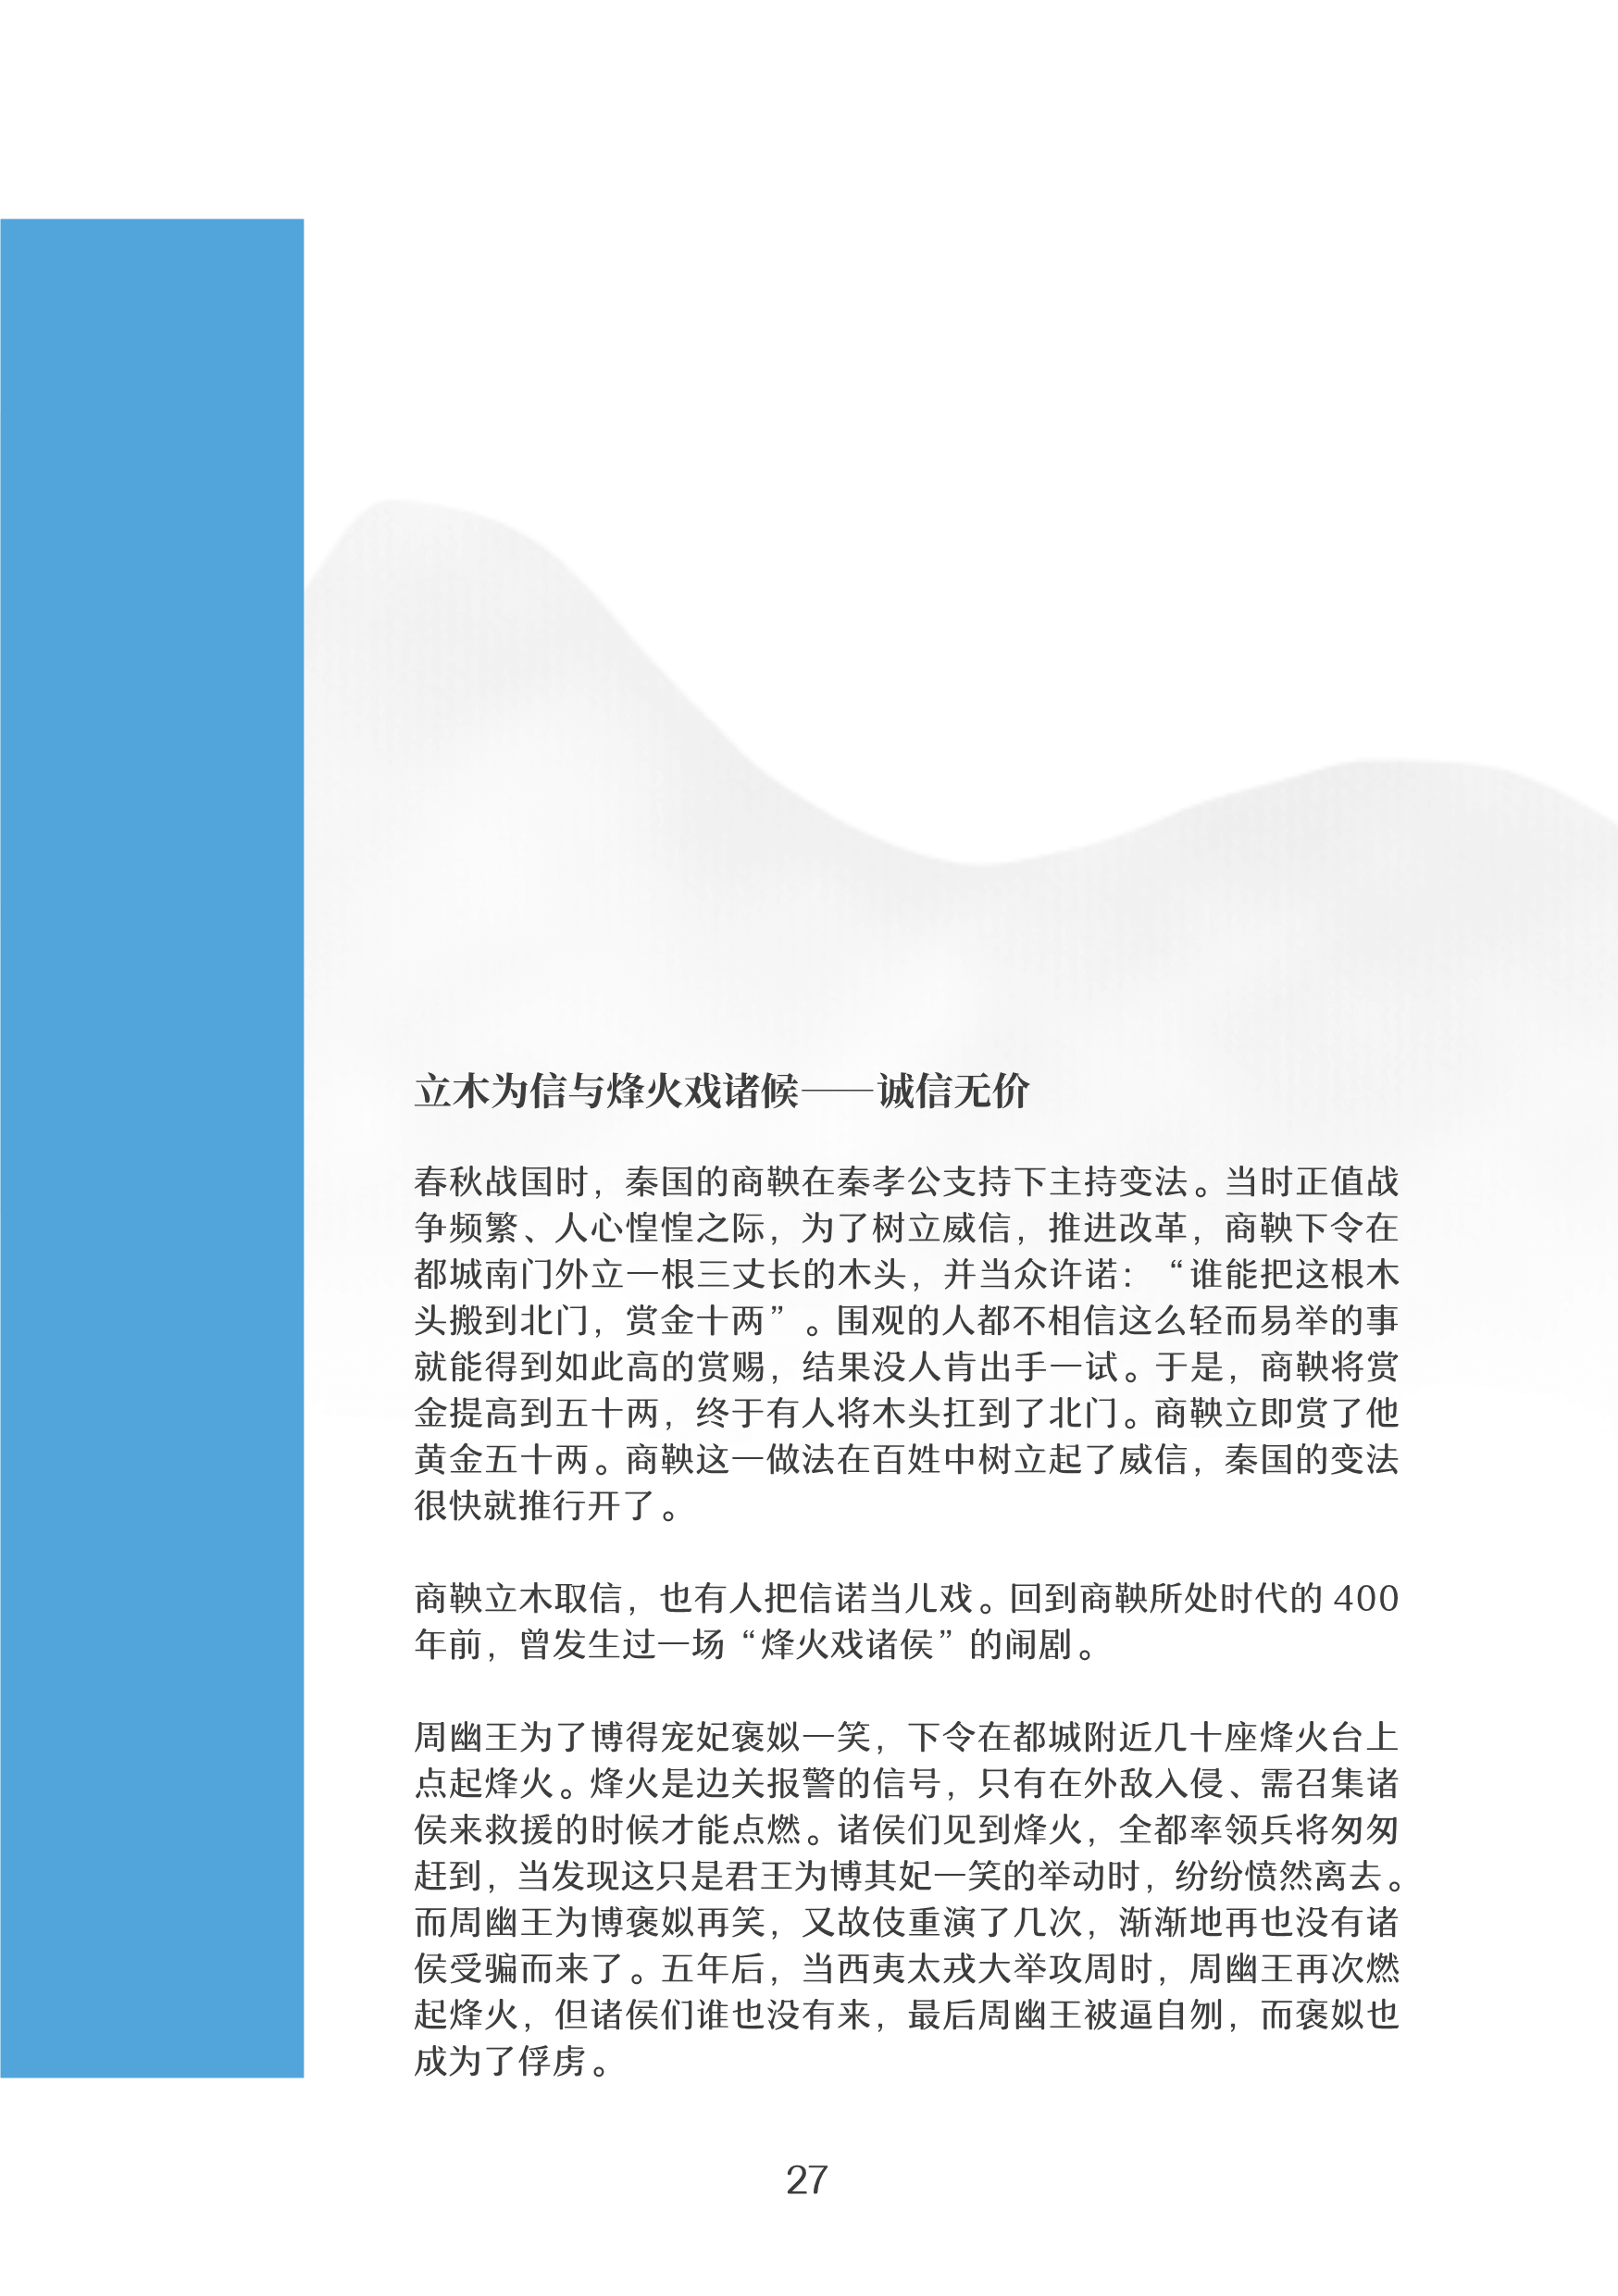 立木为信与烽火戏诸候——诚信无价
春秋战国时，秦国的商鞅在秦孝公支持下主持变法。当时正值战
争频繁、人心惶惶之际，为了树立威信，推进改革，商鞅下令在
都城南门外立一根三丈长的木头，并当众许诺：“谁能把这根木
头搬到北门，赏金十两”。围观的人都不相信这么轻而易举的事
就能得到如此高的赏赐，结果没人肯出手一试。于是，商鞅将赏
金提高到五十两，终于有人将木头扛到了北门。商鞅立即赏了他
黄金五十两。商鞅这一做法在百姓中树立起了威信，秦国的变法
很快就推行开了。
商鞅立木取信，也有人把信诺当儿戏。回到商鞅所处时代的 400
年前，曾发生过一场“烽火戏诸侯”的闹剧。
周幽王为了博得宠妃褒姒一笑，下令在都城附近几十座烽火台上
点起烽火。烽火是边关报警的信号，只有在外敌入侵、需召集诸
侯来救援的时候才能点燃。诸侯们见到烽火，全都率领兵将匆匆
赶到，当发现这只是君王为博其妃一笑的举动时，纷纷愤然离去。
而周幽王为博褒姒再笑，又故伎重演了几次，渐渐地再也没有诸
侯受骗而来了。五年后，当西夷太戎大举攻周时，周幽王再次燃
起烽火，但诸侯们谁也没有来，最后周幽王被逼自刎，而褒姒也
成为了俘虏。
27